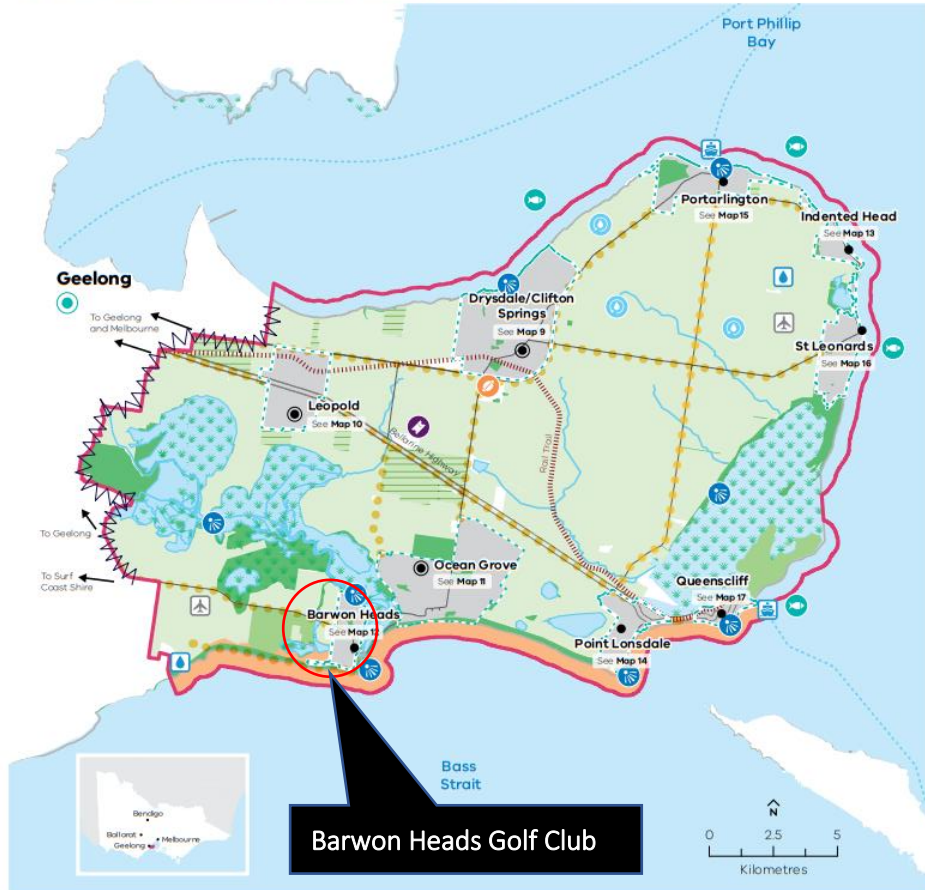 Port Phillip
Bay
Portarlington
See Map 15
Indented Head
See Map 13
Geelong
To Geelong
and Melbourne
Drysdale/Clifton
Springs
See Map 9
St Leonards
See Map 16
Leopold
See Map 10
Bellarine Highway
Rail Trail
To Geelong
To Surf
Coast Shire
Ocean Grove
See Map 11
Queenscliff
See Map 17
Barwon Heads
See Map 12
Point Lonsdale
See Map 14
Bass
Strait
Bendigo
Ballarat
Melbourne
Geelong
Barwon Heads Golf Club
N
0 2.5 5
Kilometres